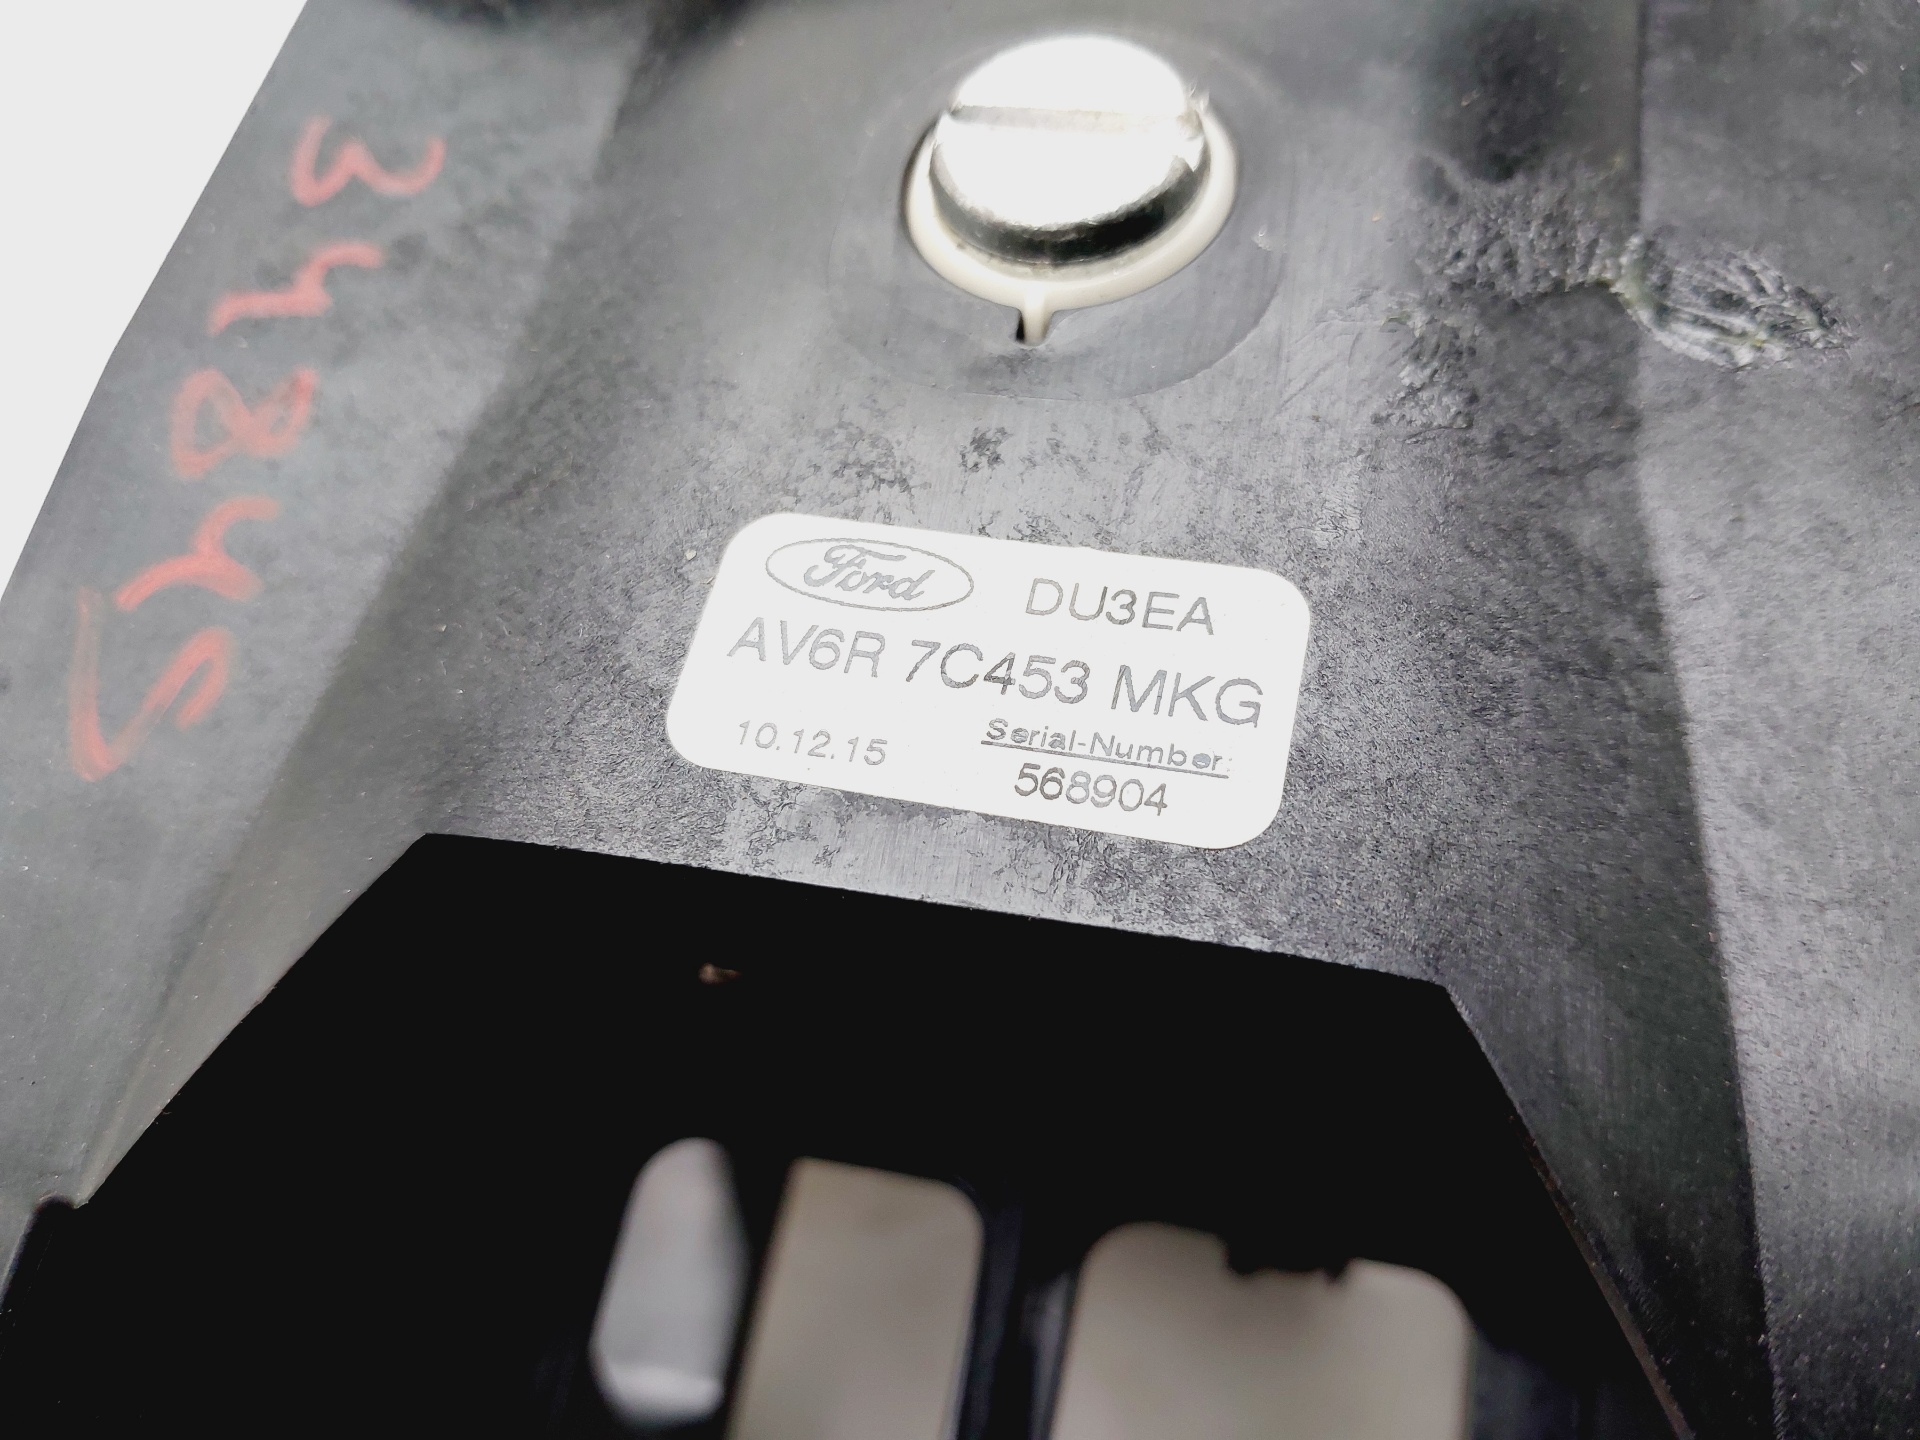 34845
Ford DU3EA
AV6R 7C453 MKG
10.12.15 Serial-Number:
568904